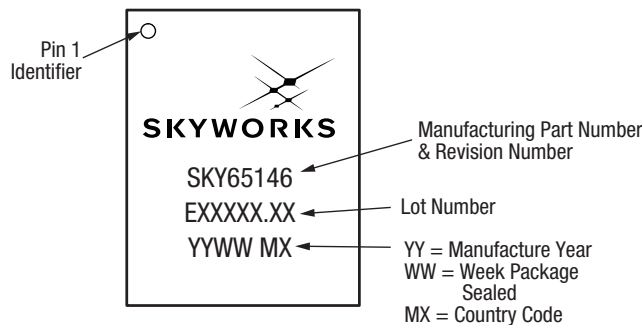 Pin 1
Identifier
SKYWORKS
SKY65146
EXXXXX.XX
YYWW MX
Manufacturing Part Number
& Revision Number
Lot Number
YY = Manufacture Year
WW = Week Package
Sealed
MX = Country Code